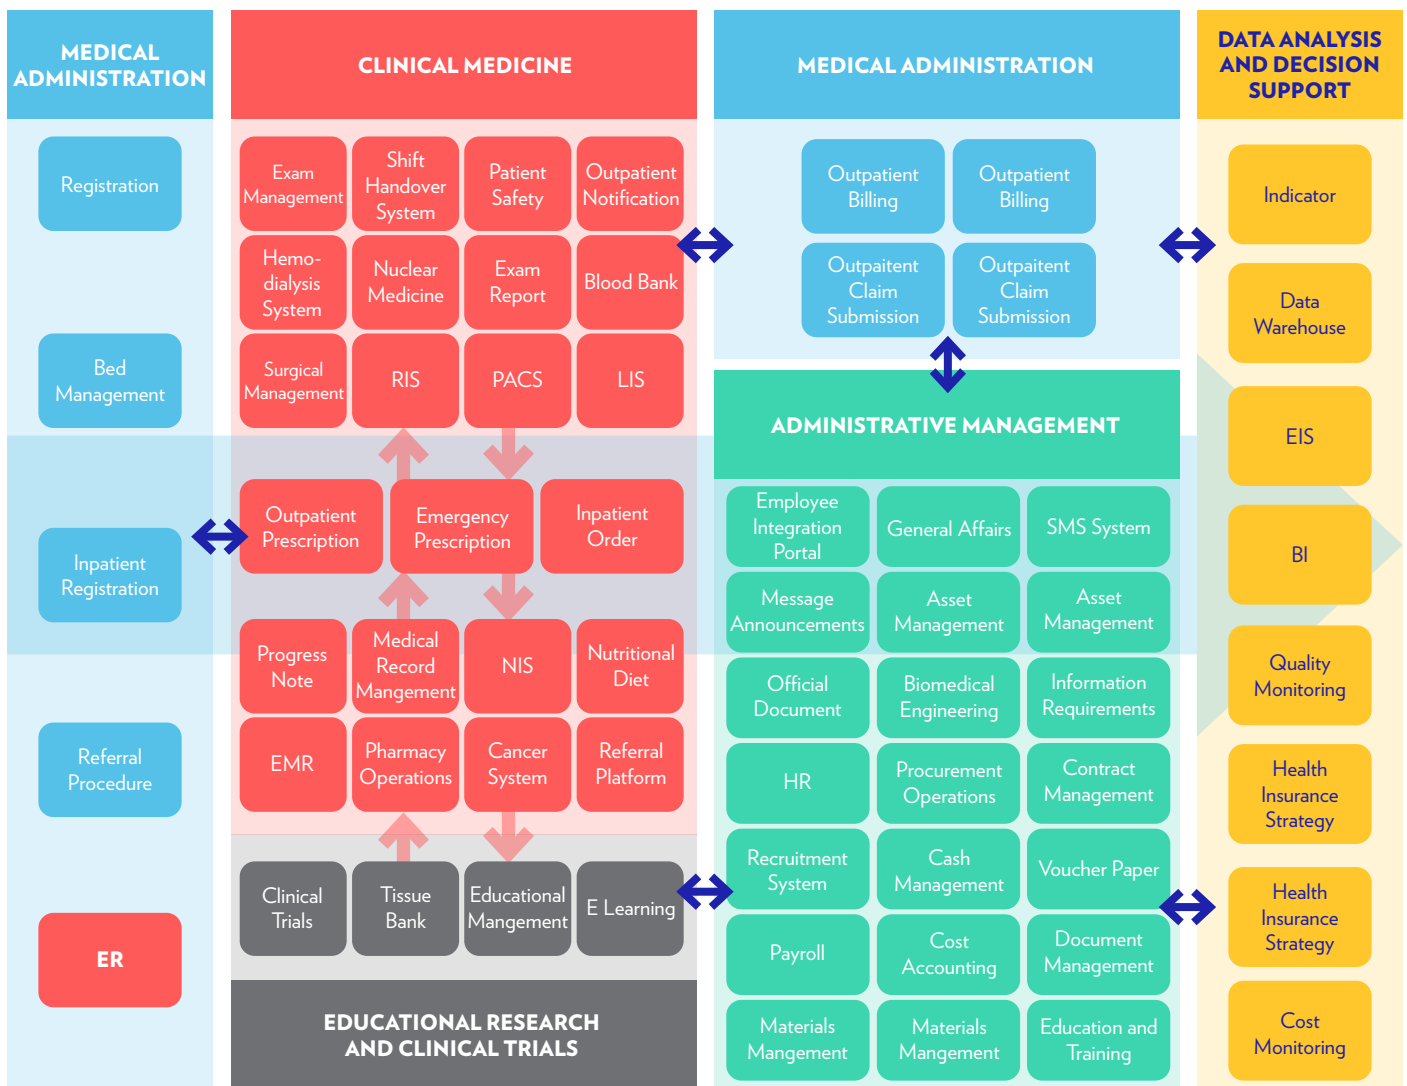 MEDICAL
ADMINISTRATION
Registration
Bed
Management
Inpatient
Registration
Referral
Procedure
ER
CLINICAL MEDICINE
Exam
Management
Shift
Handover
System
Patient
Safety
Outpatient
Notification
Hemo-
dialysis
System
Nuclear
Medicine
Exam
Report
Blood Bank
Surgical
Management
RIS
PACS
LIS
Outpatient
Prescription
Emergency
Prescription
Inpatient
Order
Progress
Note
Medical
Record
Mangement
NIS
Nutritional
Diet
EMR
Pharmacy
Operations
Cancer
System
Referral
Platform
Clinical
Trials
Tissue
Bank
Educational
Mangement
E Learning
EDUCATIONAL RESEARCH
AND CLINICAL TRIALS
MEDICAL ADMINISTRATION
Outpatient
Billing
Outpatient
Billing
Outpaitent
Claim
Submission
Outpaitent
Claim
Submission
ADMINISTRATIVE MANAGEMENT
Employee
Integration
Portal
General Affairs
SMS System
Message
Announcements
Asset
Management
Asset
Management
Official
Document
Biomedical
Engineering
Information
Requirements
HR
Procurement
Operations
Contract
Management
Recruitment
System
Cash
Management
Voucher Paper
Payroll
Cost
Accounting
Document
Management
Materials
Mangement
Materials
Mangement
Education and
Training
DATA ANALYSIS
AND DECISION
SUPPORT
Indicator
Data
Warehouse
EIS
BI
Quality
Monitoring
Health
Insurance
Strategy
Health
Insurance
Strategy
Cost
Monitoring